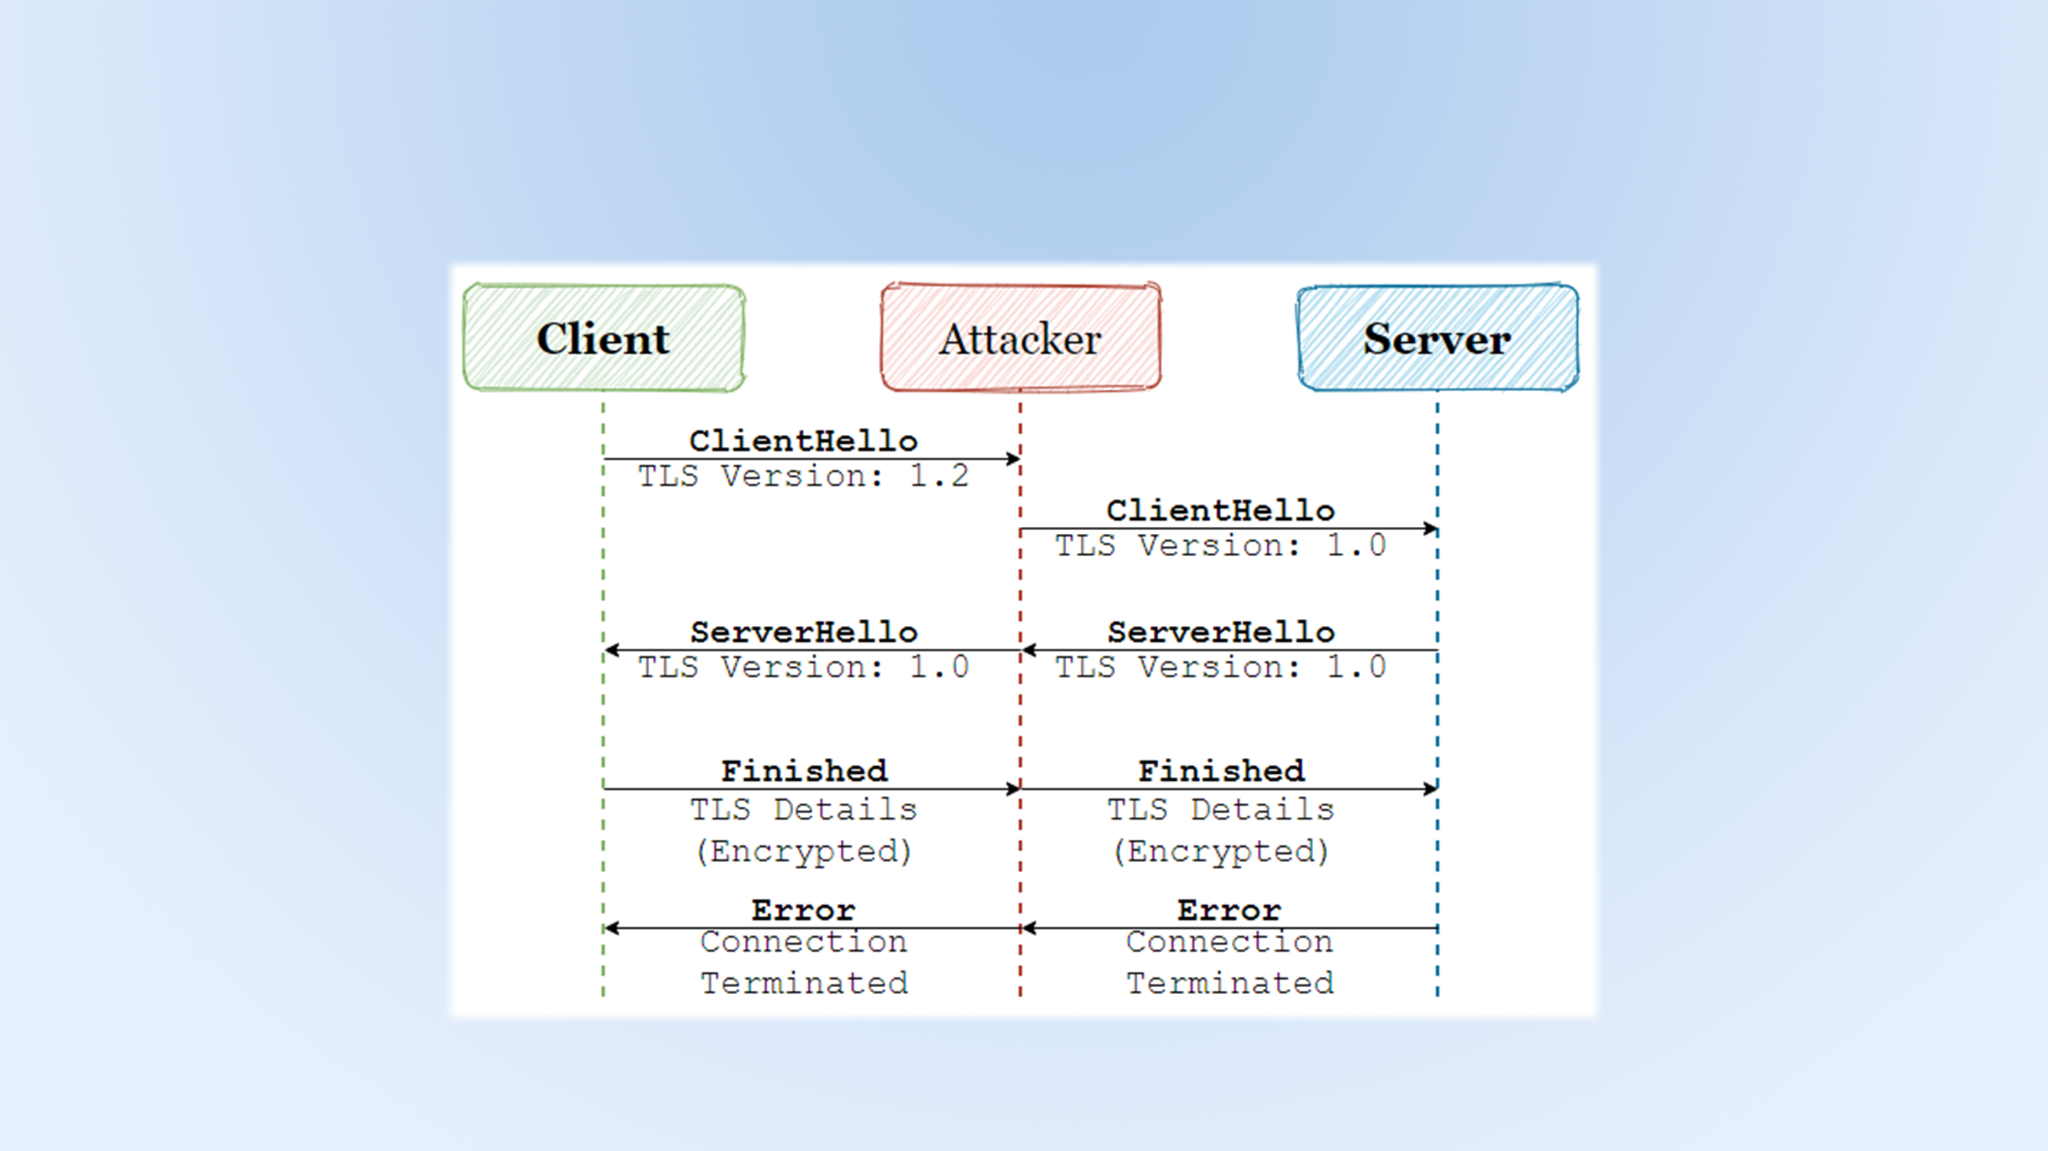 Client
Attacker
Server
ClientHello
TLS Version: 1.2
ClientHello
TLS Version: 1.0
ServerHello
TLS Version: 1.0
ServerHello
TLS Version: 1.0
Finished
TLS Details
(Encrypted)
Finished
TLS Details
(Encrypted)
Error
Connection
Terminated
Error
Connection
Terminated